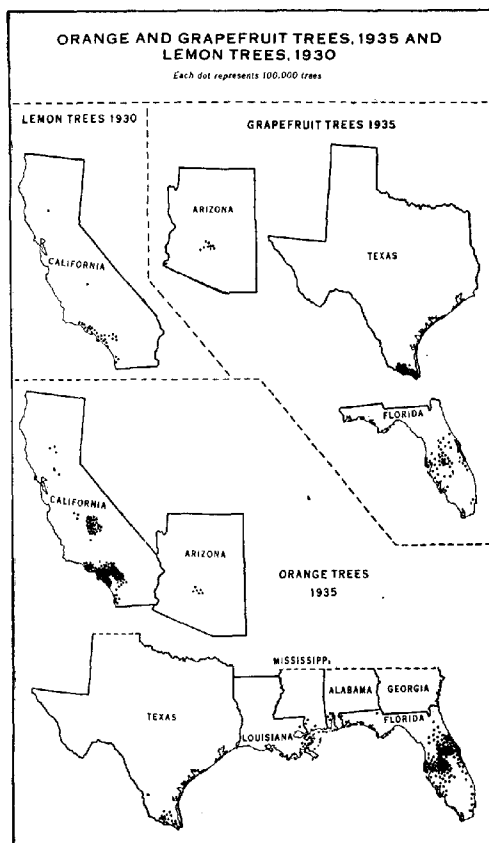 ORANGE AND GRAPEFRUIT TREES, 1935 AND
LEMON TREES, 1930
Each dot represents 100,000 trees
LEMON TREES 1930
GRAPEFRUIT TREES 1935
ARIZONA
CALIFORNIA
TEXAS
FLORIDA
CALIFORNIA
ARIZONA
ORANGE TREES
1935
MISSISSIPPI
TEXAS
LOUISIANA
ALABAMA
GEORGIA
FLORIDA